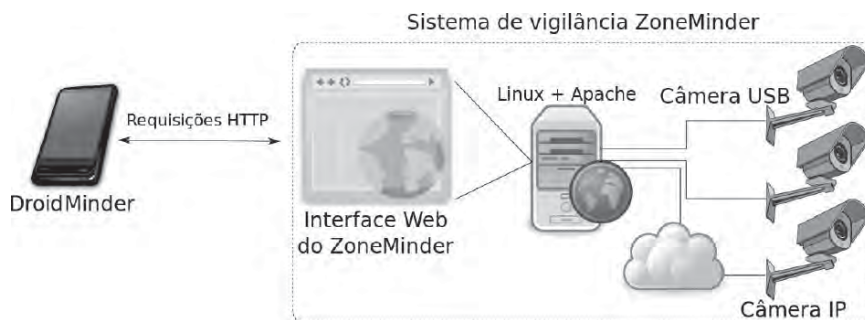 Sistema de vigilância ZoneMinder
Linux + Apache
Câmera USB
Requisições HTTP
DroidMinder
Interface Web
do ZoneMinder
Câmera IP